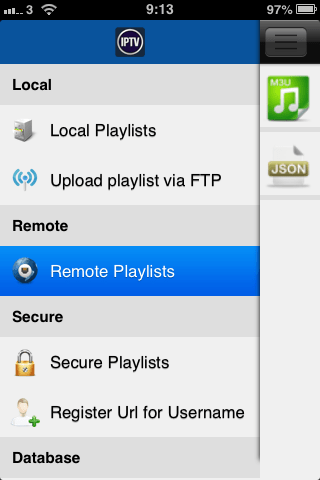 3 9:13 97%
IPTV
Local
Local Playlists
Upload playlist via FTP
Remote
Remote Playlists
Secure
Secure Playlists
Register Url for Username
Database
M3U
JSON